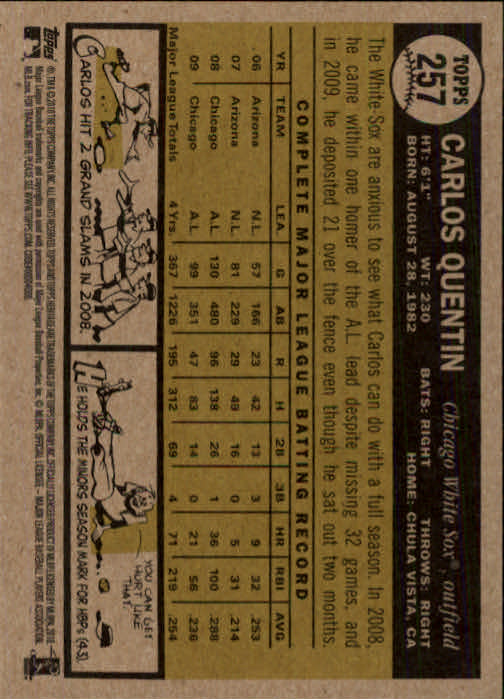 TOPPS
257
CARLOS QUENTIN
Chicago White Sox®, outfield
HT: 6'1" WT: 230 BATS: RIGHT THROWS: RIGHT
BORN: AUGUST 28, 1982 HOME: CHULA VISTA, CA
The White Sox are anxious to see what Carlos can do with a full season. In 2008,
he came within one homer of the A.L. lead despite missing 32 games, and
in 2009, he deposited 21 over the fence even though he sat out two months.
COMPLETE MAJOR LEAGUE BATTING RECORD
YR TEAM LEA G AB R H 2B 3B HR RBI AVG
06 Arizona N.L. 57 166 23 42 13 3 9 32 .253
07 Arizona N.L. 81 229 29 49 16 0 5 31 .214
08 Chicago A.L. 130 480 96 138 26 1 36 100 .288
09 Chicago A.L. 99 351 47 83 14 0 21 56 .236
Major League Totals 4 Yrs. 367 1226 195 312 69 4 71 219 .254
CARLOS HIT 2 GRAND SLAMS IN 2008.
YOU CAN GET
HURT LIKE
THAT.
HE HOLDS THE MINORS SEASON MARK FOR HBPs (43).
Topps